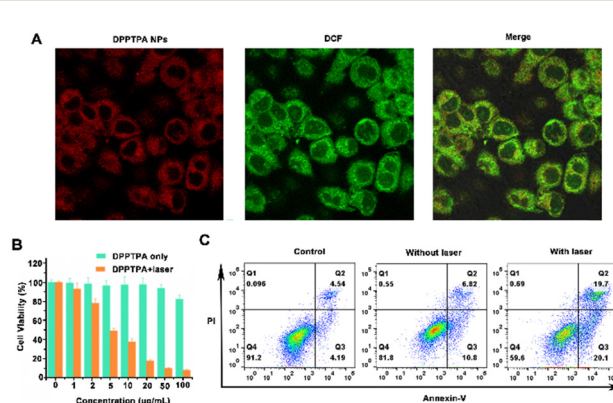 A
DPPTPA NPs
DCF
Merge
B
DPPTPA only
DPPTPA+laser
120
100
80
60
40
20
0
Cell Viability (%)
0 1 2 5 10 20 50 100
Concentration (µg/mL)
C
Control
Without laser
With laser
Q1
0.096
Q2
4.54
Q4
91.2
Q3
4.19
Q1
0.55
Q2
6.82
Q4
81.8
Q3
10.8
Q1
0.69
Q2
19.7
Q4
59.6
Q3
20.1
PI
Annexin-V